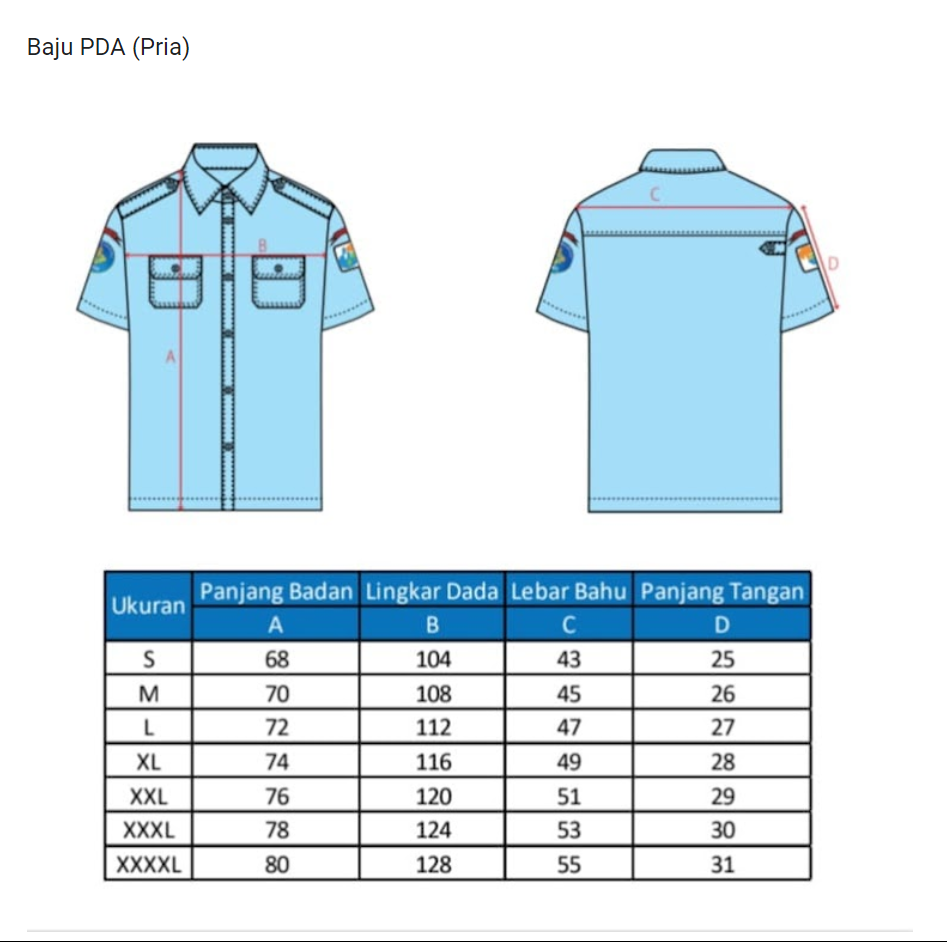 Baju PDA (Pria)
C
B
D
A
Ukuran Panjang Badan Lingkar Dada Lebar Bahu Panjang Tangan
A B C D
S 68 104 43 25
M 70 108 45 26
L 72 112 47 27
XL 74 116 49 28
XXL 76 120 51 29
XXXL 78 124 53 30
XXXXL 80 128 55 31